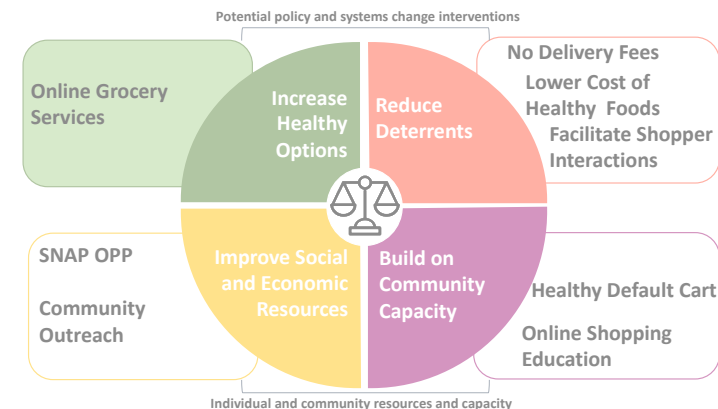 Potential policy and systems change interventions
Online Grocery
Services
Increase
Healthy
Options
Reduce
Deterrents
No Delivery Fees
Lower Cost of
Healthy Foods
Facilitate Shopper
Interactions
SNAP OPP
Community
Outreach
Improve Social
and Economic
Resources
Build on
Community
Capacity
Healthy Default Cart
Online Shopping
Education
Individual and community resources and capacity